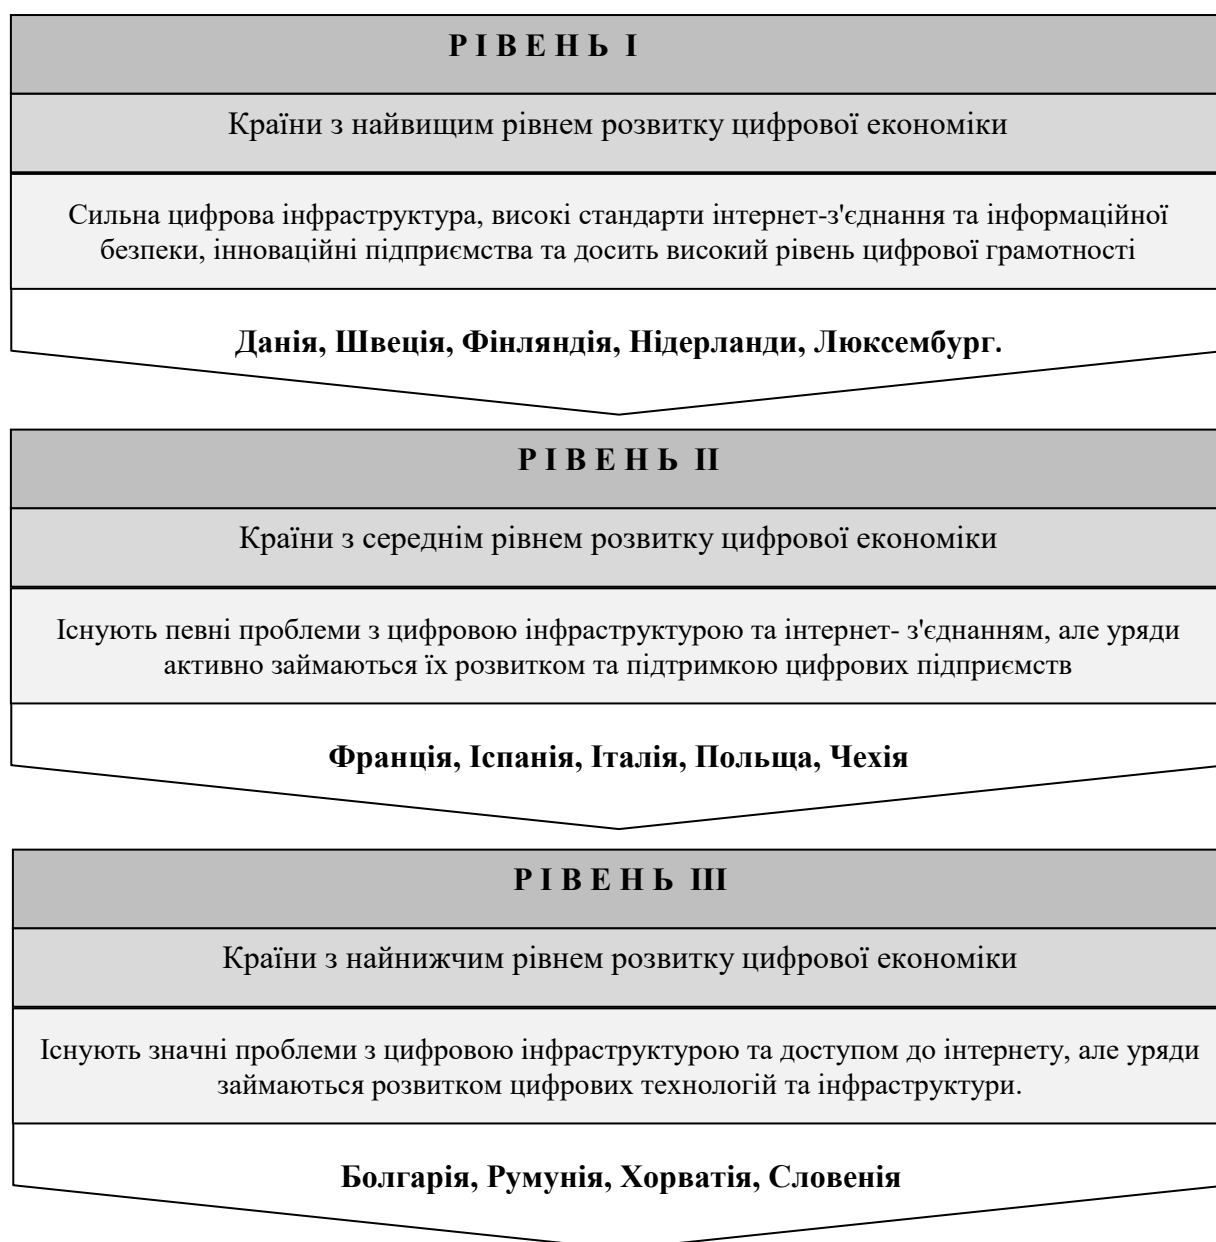 Р І В Е Н Ь І
Країни з найвищим рівнем розвитку цифрової економіки
Сильна цифрова інфраструктура, високі стандарти інтернет-з'єднання та інформаційної
безпеки, інноваційні підприємства та досить високий рівень цифрової грамотності
Данія, Швеція, Фінляндія, Нідерланди, Люксембург.
Р І В Е Н Ь ІІ
Країни з середнім рівнем розвитку цифрової економіки
Існують певні проблеми з цифровою інфраструктурою та інтернет- з'єднанням, але уряди
активно займаються їх розвитком та підтримкою цифрових підприємств
Франція, Іспанія, Італія, Польща, Чехія
Р І В Е Н Ь ІІІ
Країни з найнижчим рівнем розвитку цифрової економіки
Існують значні проблеми з цифровою інфраструктурою та доступом до інтернету, але уряди
займаються розвитком цифрових технологій та інфраструктури.
Болгарія, Румунія, Хорватія, Словенія